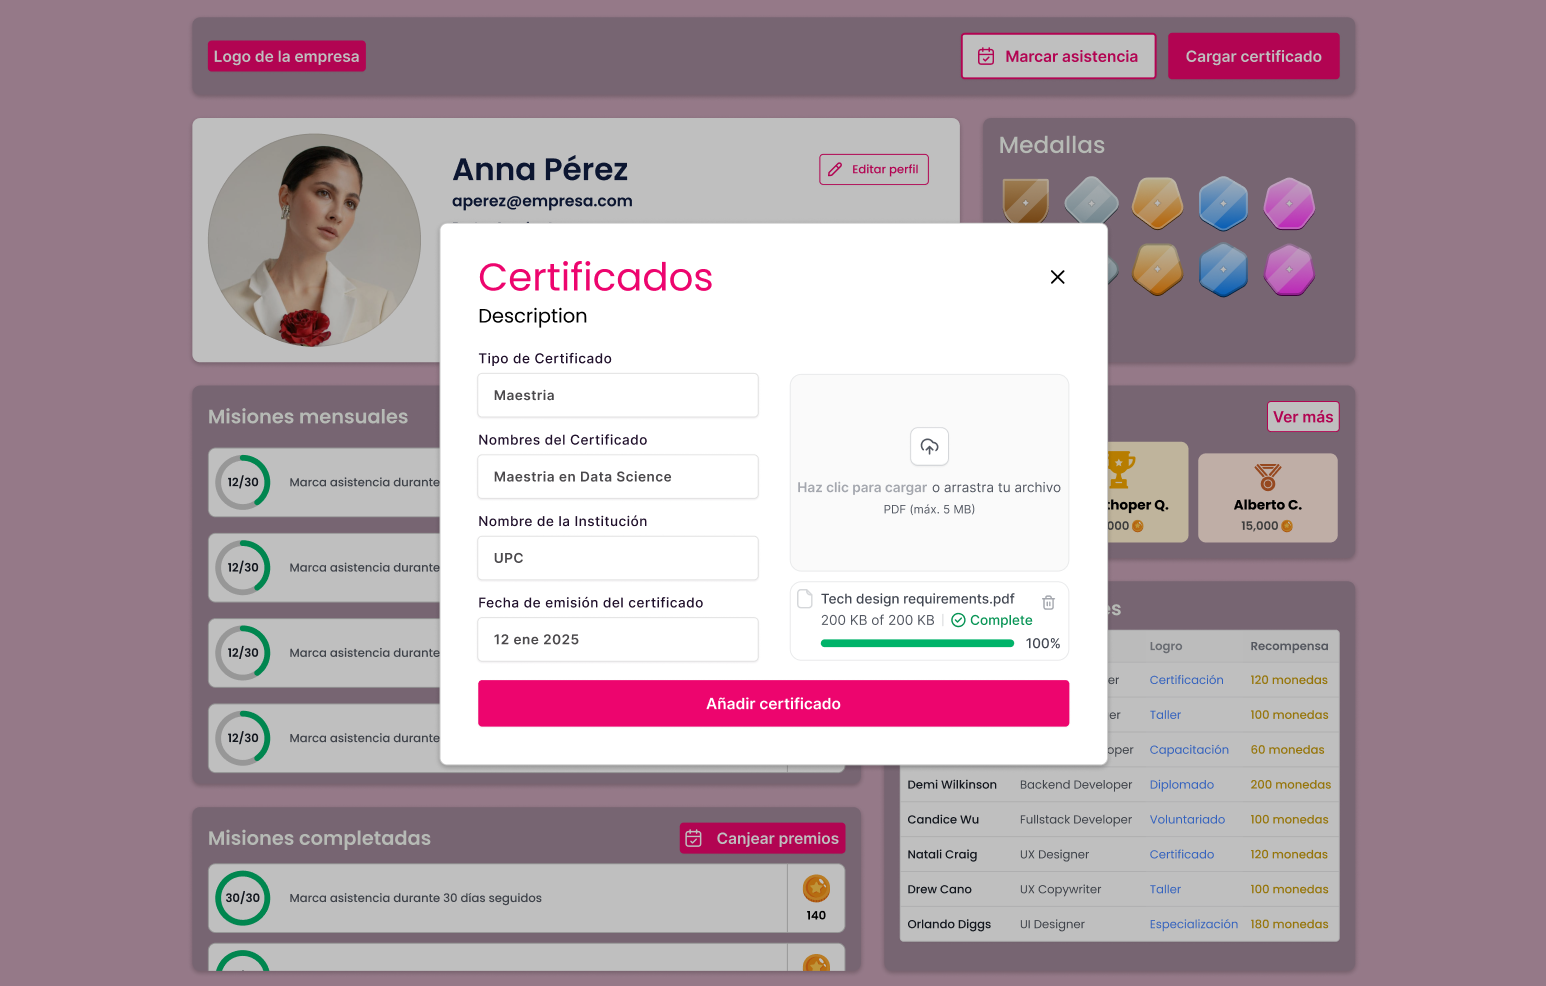 Logo de la empresa
Marcar asistencia
Cargar certificado
Anna Pérez
aperez@empresa.com
Editar perfil
Medallas
Certificados
Description
Tipo de Certificado
Maestria
Nombres del Certificado
Maestria en Data Science
Nombre de la Institución
UPC
Fecha de emisión del certificado
12 ene 2025
Haz clic para cargar o arrastra tu archivo
PDF (máx. 5 MB)
Tech design requirements.pdf
200 KB of 200 KB
Complete
100%
Añadir certificado
Misiones mensuales
12/30
Marca asistencia durante
12/30
Marca asistencia durante
12/30
Marca asistencia durante
12/30
Marca asistencia durante
Ver más
thoper Q.
000
Alberto C.
15,000
es
Logro
Recompensa
er
Certificación
120 monedas
er
Taller
100 monedas
oper
Capacitación
60 monedas
Demi Wilkinson
Backend Developer
Diplomado
200 monedas
Candice Wu
Fullstack Developer
Voluntariado
100 monedas
Natali Craig
UX Designer
Certificado
120 monedas
Drew Cano
UX Copywriter
Taller
100 monedas
Orlando Diggs
UI Designer
Especialización
180 monedas
Misiones completadas
Canjear premios
30/30
Marca asistencia durante 30 días seguidos
140